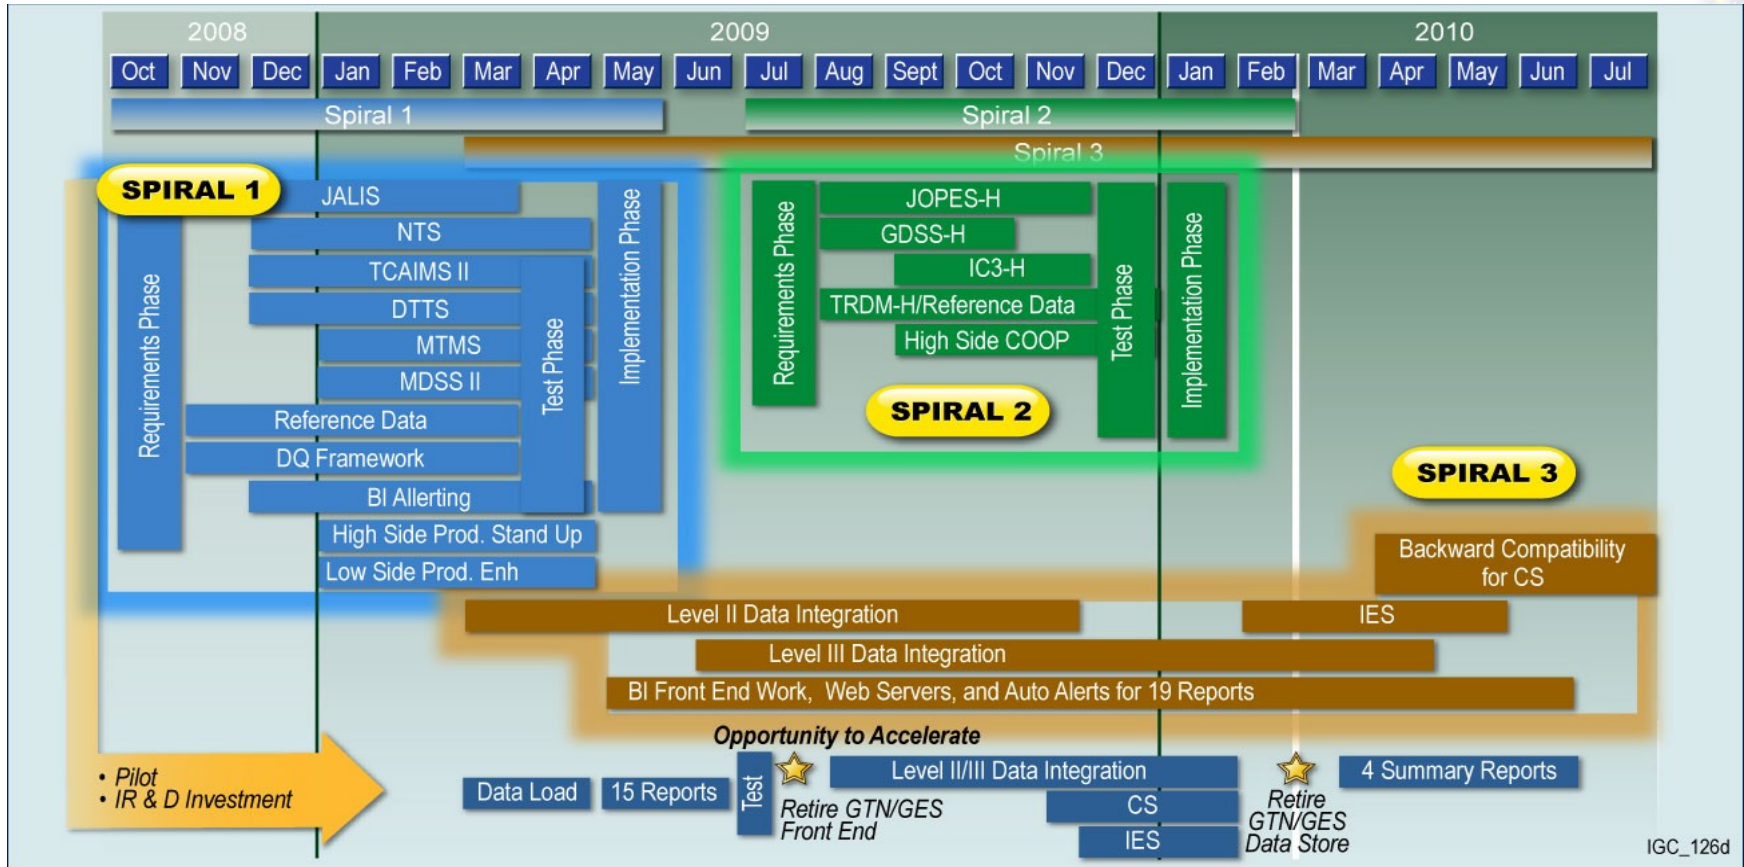 2008
2009
2010
Oct Nov Dec Jan Feb Mar Apr May Jun Jul Aug Sept Oct Nov Dec Jan Feb Mar Apr May Jun Jul
Spiral 1
Spiral 2
Spiral 3
SPIRAL 1
Requirements Phase
JALIS
NTS
TCAIMS II
DTTS
MTMS
MDSS II
Reference Data
DQ Framework
BI Allerting
High Side Prod. Stand Up
Low Side Prod. Enh
Test Phase
Implementation Phase
Requirements Phase
JOPES-H
GDSS-H
IC3-H
TRDM-H/Reference Data
High Side COOP
Test Phase
Implementation Phase
SPIRAL 2
SPIRAL 3
Backward Compatibility
for CS
Level II Data Integration
IES
Level III Data Integration
BI Front End Work, Web Servers, and Auto Alerts for 19 Reports
Opportunity to Accelerate
• Pilot
• IR & D Investment
Data Load
15 Reports
Test
Retire GTN/GES
Front End
Level II/III Data Integration
CS
IES
Retire
GTN/GES
Data Store
4 Summary Reports
IGC_126d